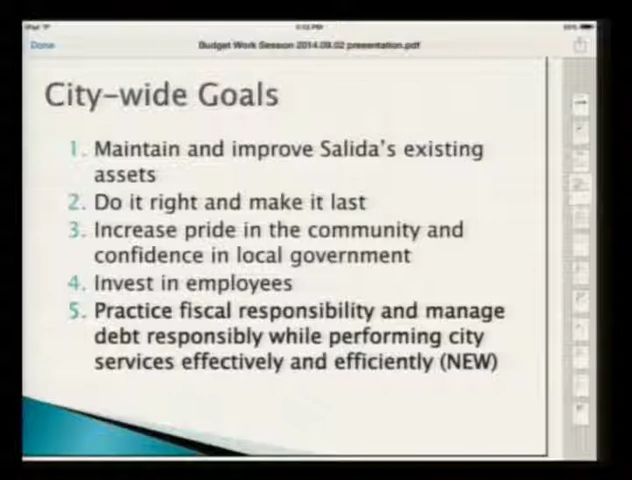 Done
Budget Work Session 2014.09.02 presentation.pdf
City-wide Goals
1. Maintain and improve Salida's existing
assets
2. Do it right and make it last
3. Increase pride in the community and
confidence in local government
4. Invest in employees
5. Practice fiscal responsibility and manage
debt responsibly while performing city
services effectively and efficiently (NEW)